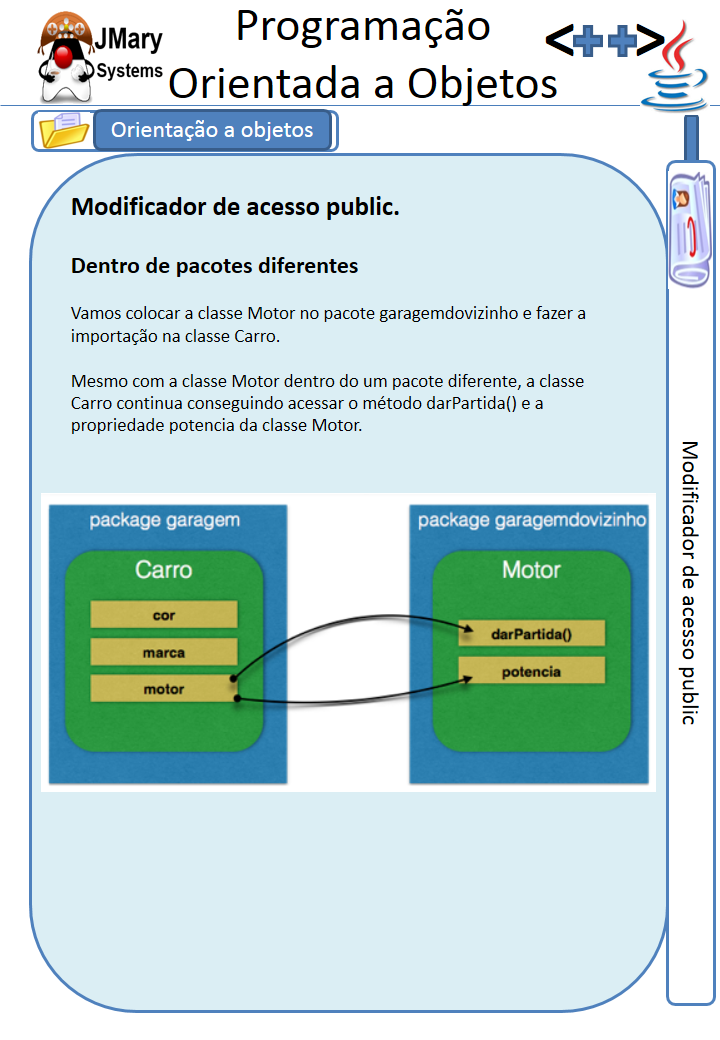 JMary
Systems
Programação
Orientada a Objetos
<++>
Orientação a objetos
Modificador de acesso public.
Dentro de pacotes diferentes
Vamos colocar a classe Motor no pacote garagemdovizinho e fazer a
importação na classe Carro.
Mesmo com a classe Motor dentro do um pacote diferente, a classe
Carro continua conseguindo acessar o método darPartida() e a
propriedade potencia da classe Motor.
package garagem
Carro
cor
marca
motor
package garagemdovizinho
Motor
darPartida()
potencia
Modificador de acesso public